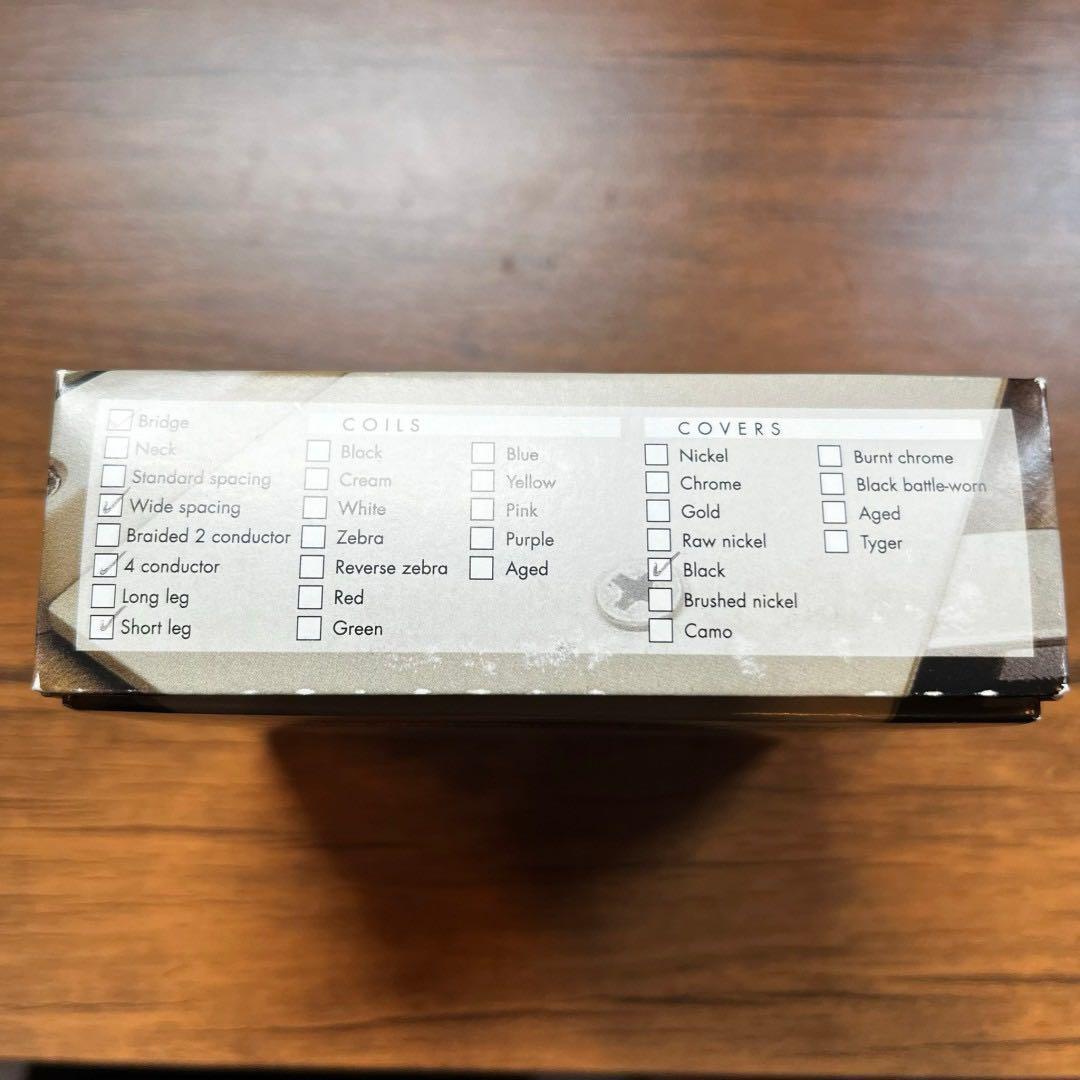 Bridge
Neck
Standard spacing
Wide spacing
Braided 2 conductor
4 conductor
Long leg
Short leg
COILS
Black
Cream
White
Zebra
Reverse zebra
Red
Green
Blue
Yellow
Pink
Purple
Aged
COVERS
Nickel
Chrome
Gold
Raw nickel
Black
Brushed nickel
Camo
Burnt chrome
Black battle-worn
Aged
Tyger